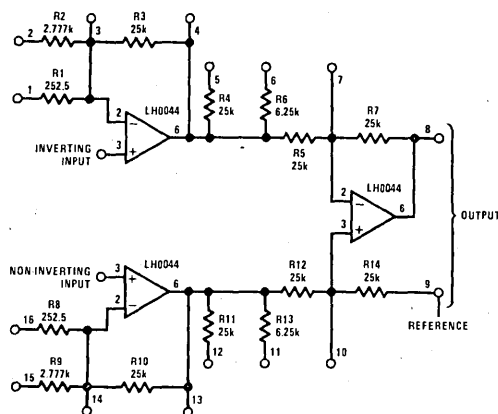 R2
2.777k
2
3
R3
25k
4
R1
252.5
1
2
LH0044
6
3
INVERTING
INPUT
5
R4
25k
6
R6
6.25k
R5
25k
7
R7
25k
8
2
LH0044
6
3
OUTPUT
NON-INVERTING
INPUT
3
LH0044
6
2
R8
252.5
16
R9
2.777k
15
14
R10
25k
13
R11
25k
12
R13
6.25k
11
R12
25k
R14
25k
9
REFERENCE
10